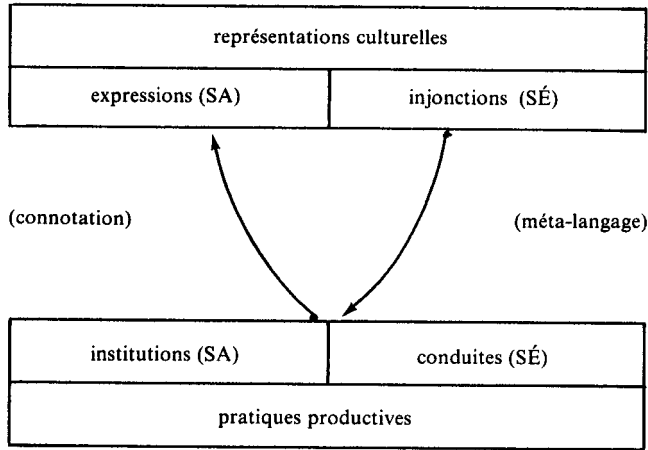 représentations culturelles
expressions (SA)
injonctions (SÉ)
(connotation)
(méta-langage)
institutions (SA)
conduites (SÉ)
pratiques productives